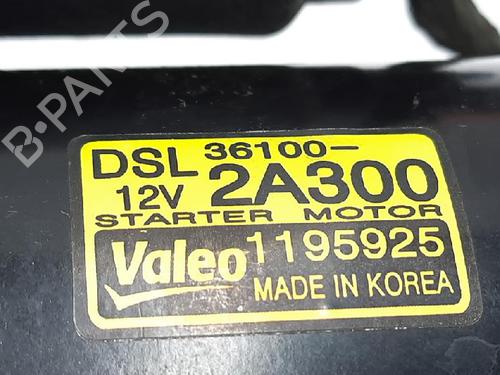 B-PARTS
DSL 36100-
12V 2A300
STARTER MOTOR
Valeo 1195925
MADE IN KOREA